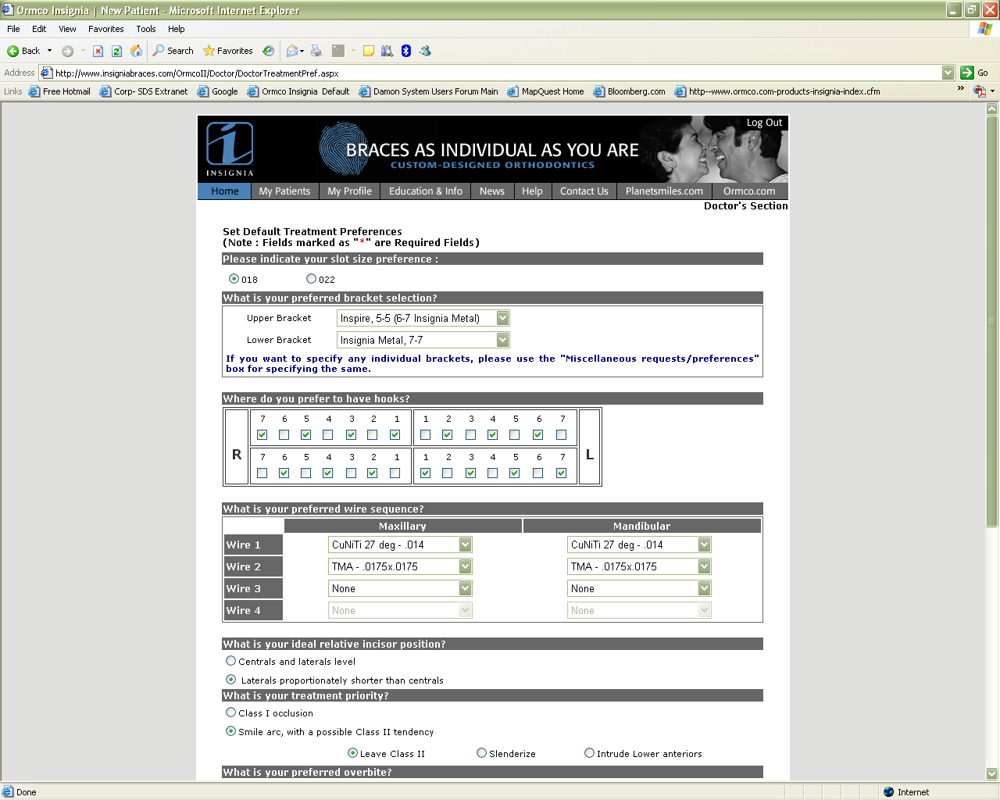 Ormco Insignia | New Patient - Microsoft Internet Explorer
File Edit View Favorites Tools Help
Back Search Favorites
Address http://www.insigniabraces.com/OrmcoII/Doctor/DoctorTreatmentPref.aspx Go
Links Free Hotmail Corp- SDS Extranet Google Ormco Insignia Default Damon System Users Forum Main MapQuest Home Bloomberg.com http--www.ormco.com-products-insignia-index.cfm »
Log Out
INSIGNIA
BRACES AS INDIVIDUAL AS YOU ARE
CUSTOM-DESIGNED ORTHODONTICS
Home My Patients My Profile Education & Info News Help Contact Us Planetsmiles.com Ormco.com
Doctor's Section
Set Default Treatment Preferences
(Note : Fields marked as "*" are Required Fields)
Please indicate your slot size preference :
018 022
What is your preferred bracket selection?
Upper Bracket Inspire, 5-5 (6-7 Insignia Metal)
Lower Bracket Insignia Metal, 7-7
If you want to specify any individual brackets, please use the "Miscellaneous requests/preferences"
box for specifying the same.
Where do you prefer to have hooks?
7 6 5 4 3 2 1 1 2 3 4 5 6 7
R L
7 6 5 4 3 2 1 1 2 3 4 5 6 7
What is your preferred wire sequence?
Maxillary Mandibular
Wire 1 CuNiTi 27 deg - .014 CuNiTi 27 deg - .014
Wire 2 TMA - .0175x.0175 TMA - .0175x.0175
Wire 3 None None
Wire 4 None None
What is your ideal relative incisor position?
Centrals and laterals level
Laterals proportionately shorter than centrals
What is your treatment priority?
Class I occlusion
Smile arc, with a possible Class II tendency
Leave Class II Slenderize Intrude Lower anteriors
What is your preferred overbite?
Done Internet